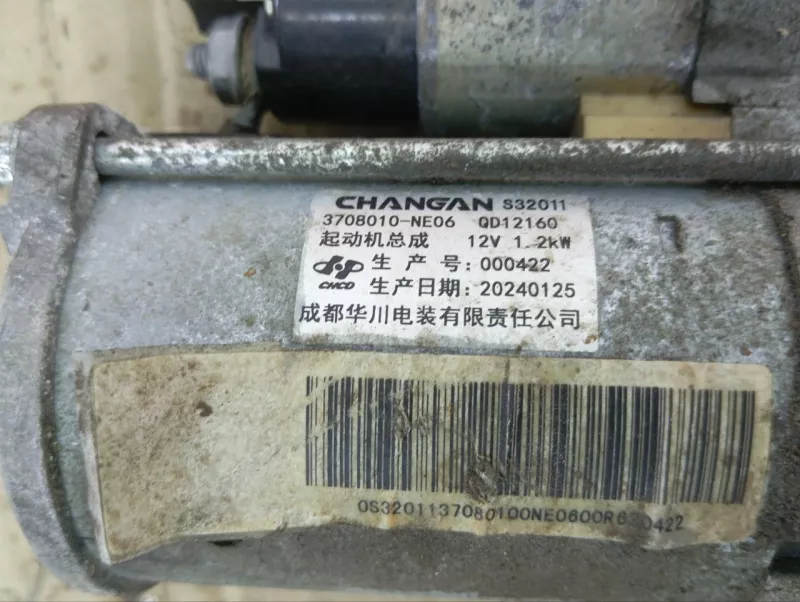 CHANGAN S32011
3708010-NE06 QD12160
起动机总成 12V 1.2kW
CHCD 生产号:000422
生产日期:20240125
成都华川电装有限责任公司